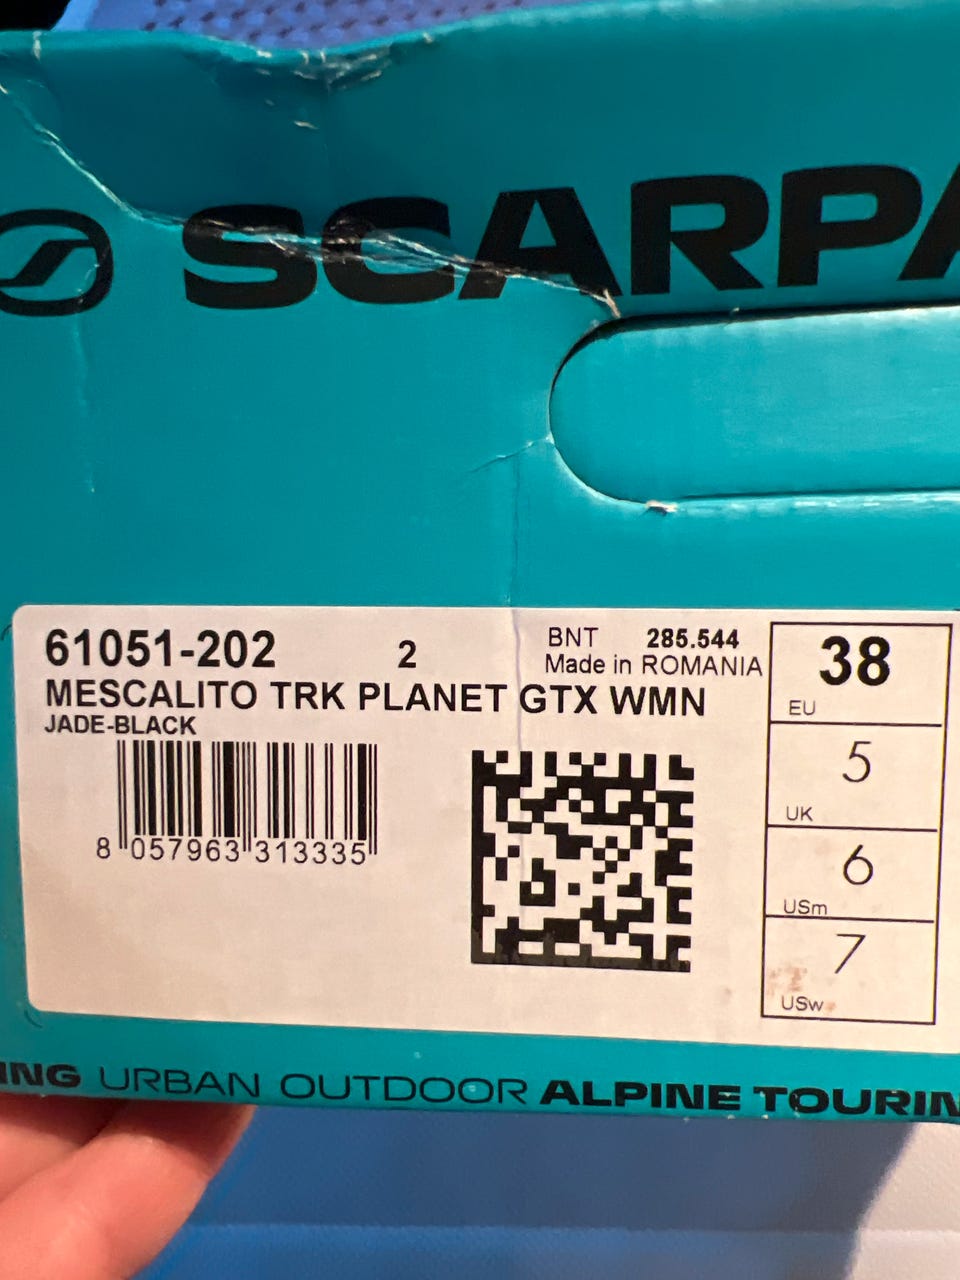 SCARPA
61051-202 2 BNT 285.544
Made in ROMANIA
MESCALITO TRK PLANET GTX WMN
JADE-BLACK
8 057963 313335
38
EU
5
UK
6
USm
7
USw
URBAN OUTDOOR ALPINE